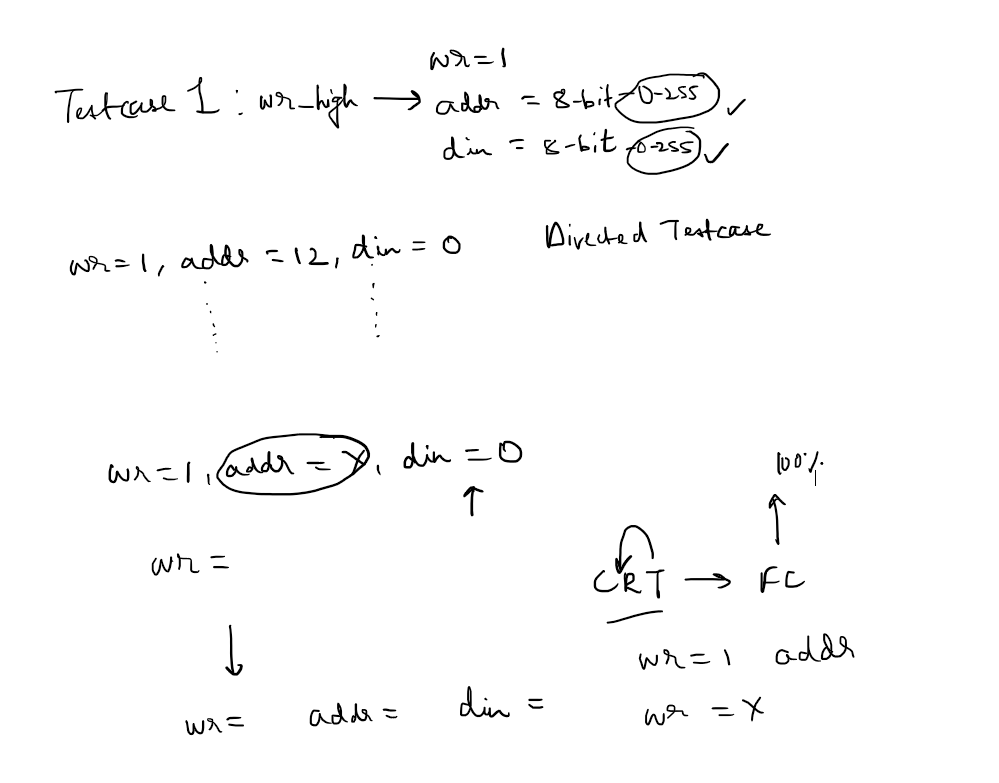 wr=1
Testcase 1 : wr_high → addr = 8-bit-0-255 ✓
din = 8-bit-0-255 ✓
Directed Testcase
wr=1, addr =12, din = 0
wr=1, addr = X, din = 0
↑
100%
↑
wr =
CRT → FC
↓
wr=1 addr
wr= addr= din =
wr = X